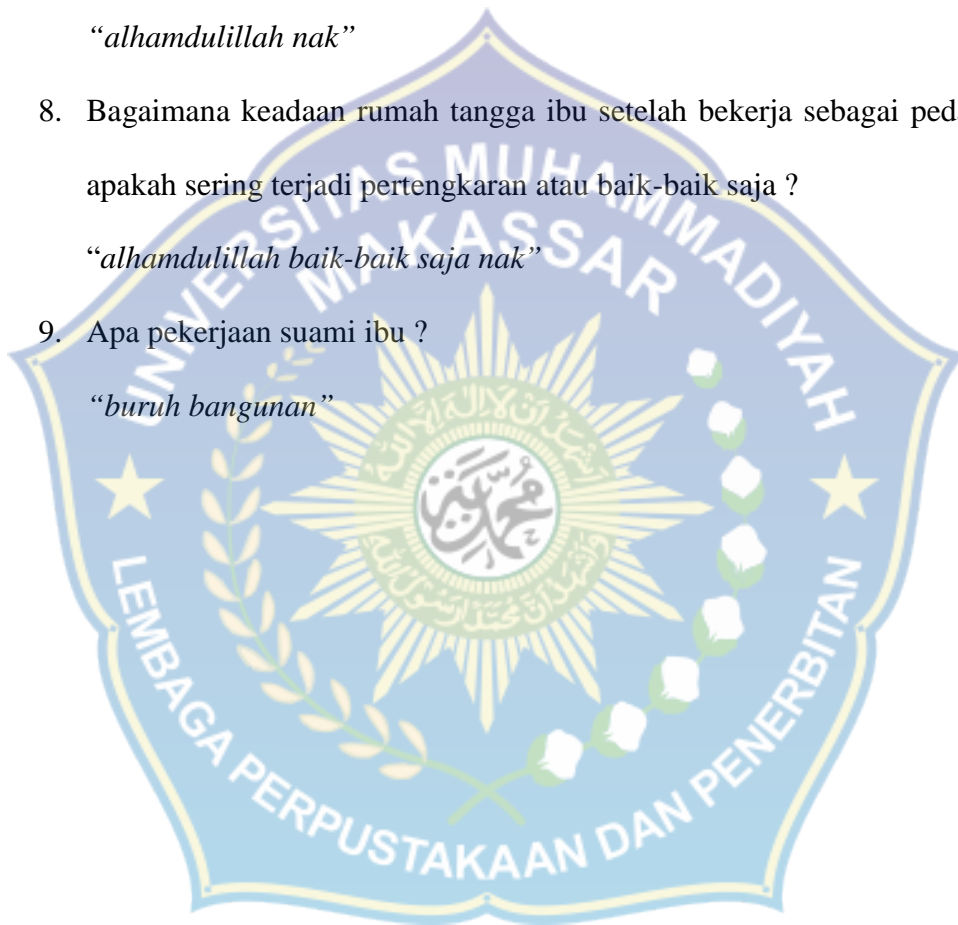 “alhamdulillah nak”
8. Bagaimana keadaan rumah tangga ibu setelah bekerja sebagai ped
apakah sering terjadi pertengkaran atau baik-baik saja ?
“alhamdulillah baik-baik saja nak”
9. Apa pekerjaan suami ibu ?
“buruh bangunan”
UNIVERSITAS MUHAMMADIYAH
MAKASSAR
LEMBAGA PERPUSTAKAAN DAN PENERBITAN